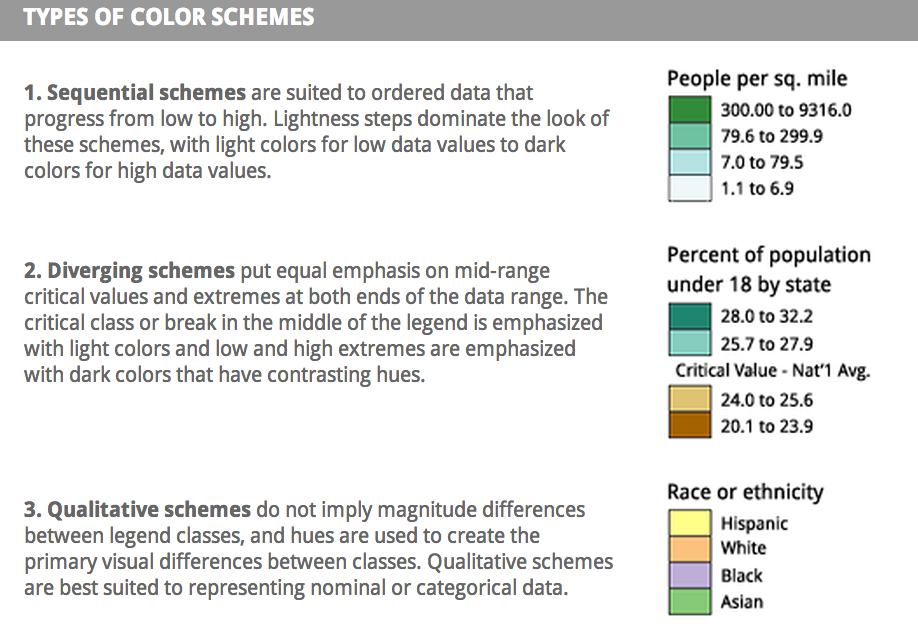 TYPES OF COLOR SCHEMES
1. Sequential schemes are suited to ordered data that
progress from low to high. Lightness steps dominate the look of
these schemes, with light colors for low data values to dark
colors for high data values.
People per sq. mile
300.00 to 9316.0
79.6 to 299.9
7.0 to 79.5
1.1 to 6.9
2. Diverging schemes put equal emphasis on mid-range
critical values and extremes at both ends of the data range. The
critical class or break in the middle of the legend is emphasized
with light colors and low and high extremes are emphasized
with dark colors that have contrasting hues.
Percent of population
under 18 by state
28.0 to 32.2
25.7 to 27.9
Critical Value - Nat'1 Avg.
24.0 to 25.6
20.1 to 23.9
3. Qualitative schemes do not imply magnitude differences
between legend classes, and hues are used to create the
primary visual differences between classes. Qualitative schemes
are best suited to representing nominal or categorical data.
Race or ethnicity
Hispanic
White
Black
Asian